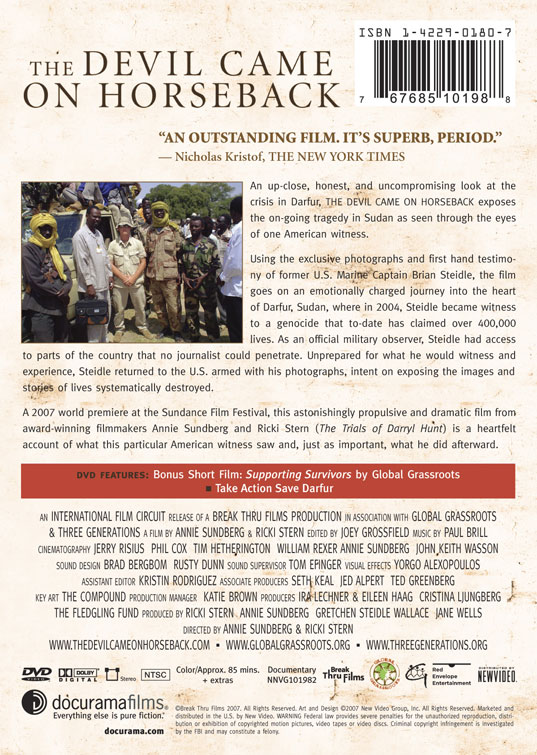 ISBN 1-4229-0180-7
7 67685 10198 8
THE DEVIL CAME
ON HORSEBACK
“AN OUTSTANDING FILM. IT’S SUPERB, PERIOD.”
— Nicholas Kristof, THE NEW YORK TIMES
An up-close, honest, and uncompromising look at the
crisis in Darfur, THE DEVIL CAME ON HORSEBACK exposes
the on-going tragedy in Sudan as seen through the eyes
of one American witness.
Using the exclusive photographs and first hand testimo-
ny of former U.S. Marine Captain Brian Steidle, the film
goes on an emotionally charged journey into the heart
of Darfur, Sudan, where in 2004, Steidle became witness
to a genocide that to-date has claimed over 400,000
lives. As an official military observer, Steidle had access
to parts of the country that no journalist could penetrate. Unprepared for what he would witness and
experience, Steidle returned to the U.S. armed with his photographs, intent on exposing the images and
stories of lives systematically destroyed.
A 2007 world premiere at the Sundance Film Festival, this astonishingly propulsive and dramatic film from
award-winning filmmakers Annie Sundberg and Ricki Stern (The Trials of Darryl Hunt) is a heartfelt
account of what this particular American witness saw and, just as important, what he did afterward.
DVD FEATURES: Bonus Short Film: Supporting Survivors by Global Grassroots
■ Take Action Save Darfur
AN INTERNATIONAL FILM CIRCUIT RELEASE OF A BREAK THRU FILMS PRODUCTION IN ASSOCIATION WITH GLOBAL GRASSROOTS
& THREE GENERATIONS A FILM BY ANNIE SUNDBERG & RICKI STERN EDITED BY JOEY GROSSFIELD MUSIC BY PAUL BRILL
CINEMATOGRAPHY JERRY RISIUS PHIL COX TIM HETHERINGTON WILLIAM REXER ANNIE SUNDBERG JOHN KEITH WASSON
SOUND DESIGN BRAD BERGBOM RUSTY DUNN SOUND SUPERVISOR TOM EFINGER VISUAL EFFECTS YORGO ALEXOPOULOS
ASSISTANT EDITOR KRISTIN RODRIGUEZ ASSOCIATE PRODUCERS SETH KEAL JED ALPERT TED GREENBERG
KEY ART THE COMPOUND PRODUCTION MANAGER KATIE BROWN PRODUCERS IRA LECHNER & EILEEN HAAG CRISTINA LJUNGBERG
THE FLEDGLING FUND PRODUCED BY RICKI STERN ANNIE SUNDBERG GRETCHEN STEIDLE WALLACE JANE WELLS
DIRECTED BY ANNIE SUNDBERG & RICKI STERN
WWW.THEDEVILCAMEONHORSEBACK.COM • WWW.GLOBALGRASSROOTS.ORG • WWW.THREEGENERATIONS.ORG
DVD VIDEO
DOLBY DIGITAL
Stereo
NTSC
Color/Approx. 85 mins.
+ extras
Documentary
NNVG101982
Break
Thru Films
Red
Envelope
Entertainment
DISTRIBUTED BY
NEWVIDEO
docuramafilms®
Everything else is pure fiction.™
docurama.com
©Break Thru Films 2007. All Rights Reserved. Art and Design ©2007 New Video Group, Inc. All Rights Reserved. Marketed and
distributed in the U.S. by New Video. WARNING Federal law provides severe penalties for the unauthorized reproduction, distri-
bution or exhibition of copyrighted motion pictures, video tapes or video discs. Criminal copyright infringement is investigated
by the FBI and may constitute a felony.